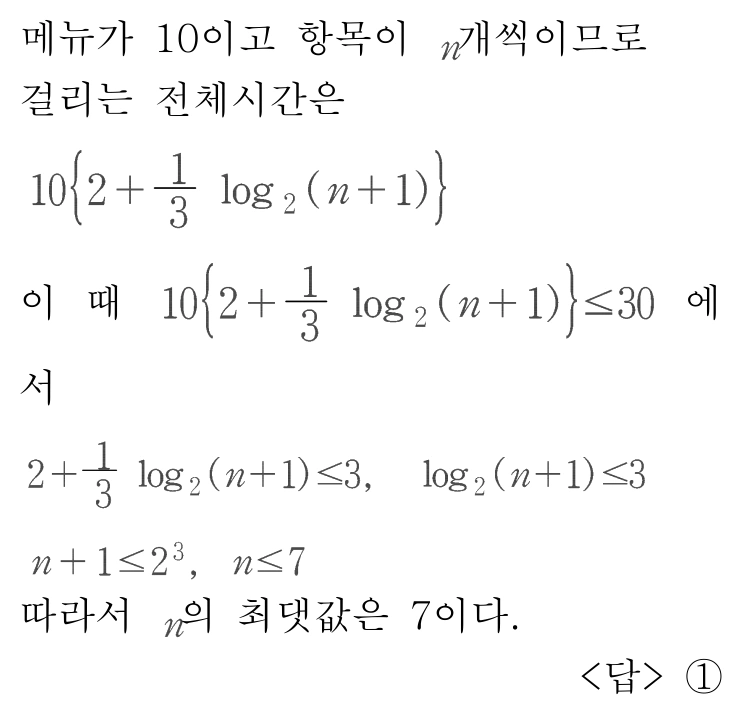 메뉴가 10이고 항목이 n개씩이므로
걸리는 전체시간은
10{2+\frac{1}{3} log₂(n+1)}
이 때 10{2+\frac{1}{3} log₂(n+1)}≤30 에
서
2+\frac{1}{3} log₂(n+1)≤3, log₂(n+1)≤3
n+1≤2³, n≤7
따라서 n의 최댓값은 7이다.
<답> ①